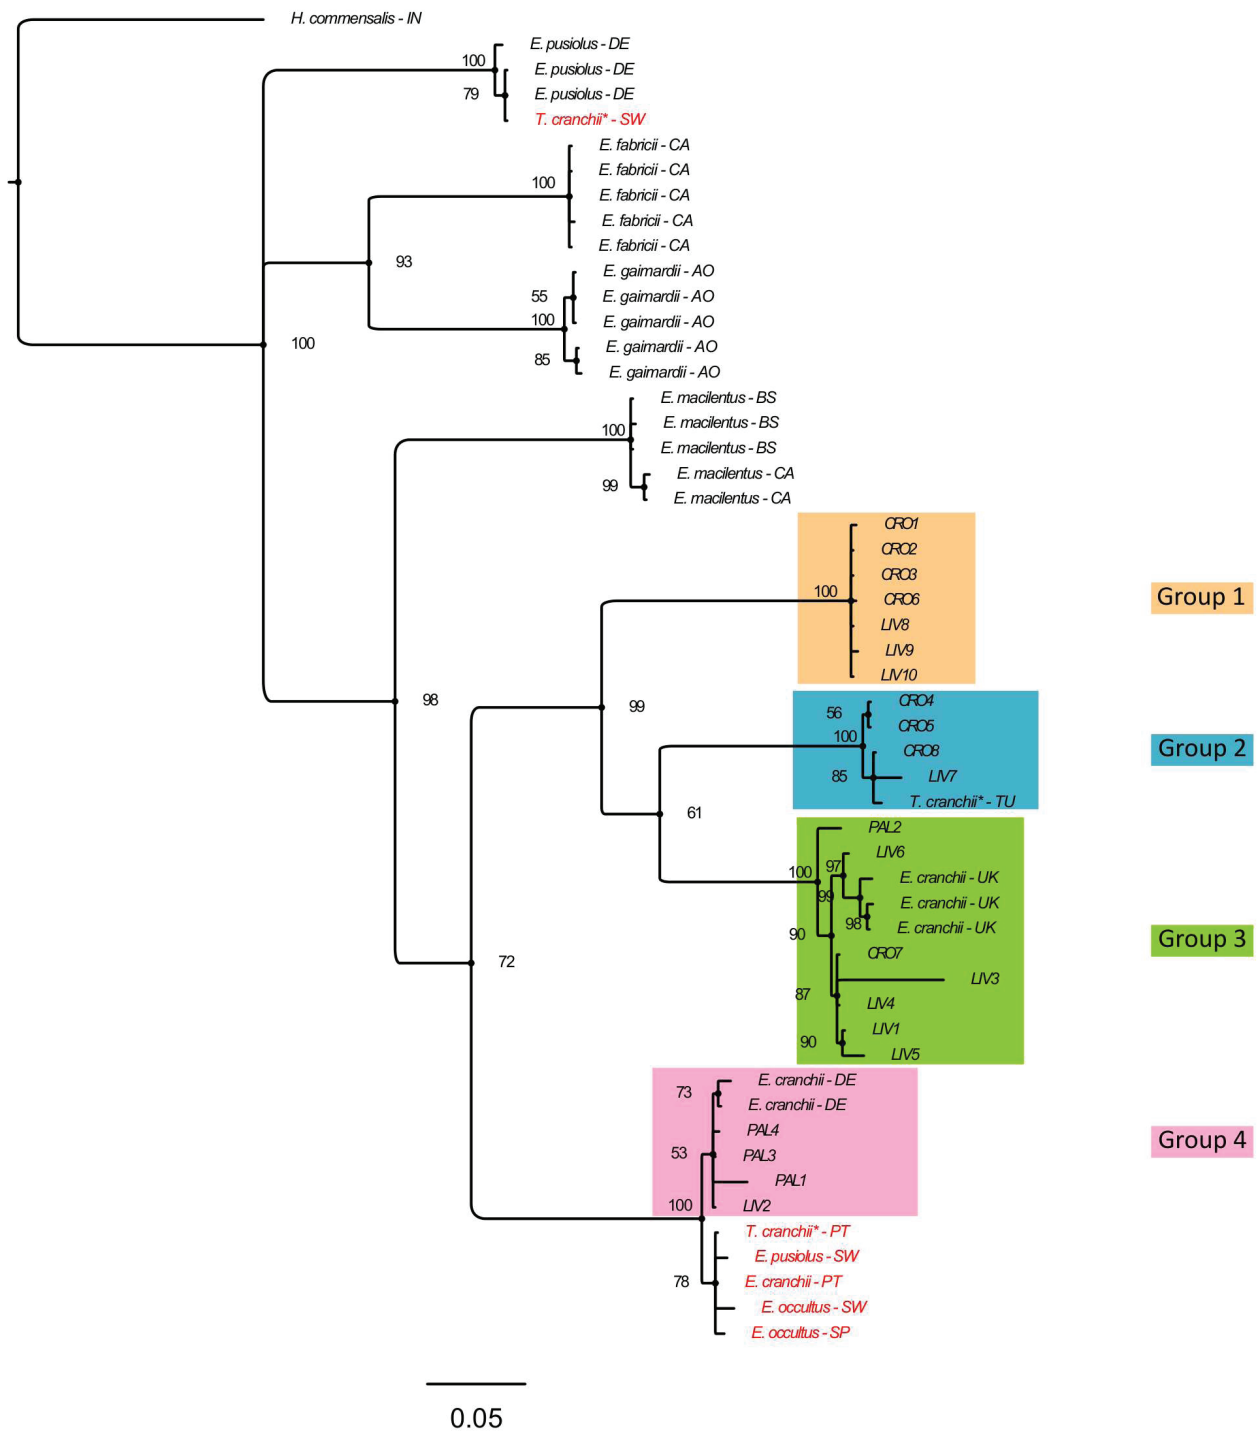 H. commensalis - IN
E. pusiolus - DE
100
E. pusiolus - DE
79
E. pusiolus - DE
T. cranchii* - SW
E. fabricii - CA
E. fabricii - CA
100
E. fabricii - CA
E. fabricii - CA
E. fabricii - CA
93
E. gaimardii - AO
55
E. gaimardii - AO
100
E. gaimardii - AO
100
E. gaimardii - AO
85
E. gaimardii - AO
E. macilentus - BS
E. macilentus - BS
100
E. macilentus - BS
E. macilentus - CA
99
E. macilentus - CA
CRO1
CRO2
CRO3
100
CRO6
Group 1
LIV8
LIV9
LIV10
98
99
CRO4
56
CRO5
100
CRO8
Group 2
85
LIV7
T. cranchii* - TU
61
PAL2
LIV6
97
100
E. cranchii - UK
99
E. cranchii - UK
98
E. cranchii - UK
90
Group 3
CRO7
72
LIV3
87
LIV4
LIV1
90
LIV5
E. cranchii - DE
73
E. cranchii - DE
PAL4
Group 4
53
PAL3
PAL1
100
LIV2
T. cranchii* - PT
E. pusiolus - SW
78
E. cranchii - PT
E. occultus - SW
E. occultus - SP
0.05